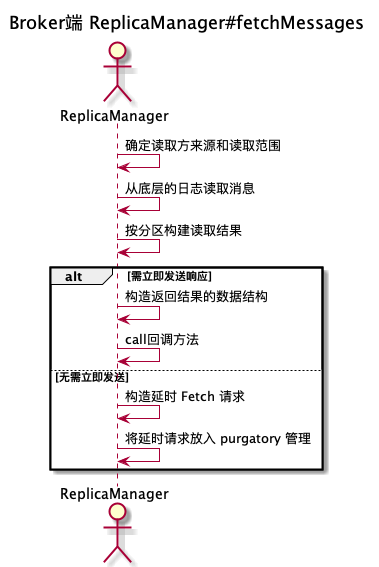 Broker端 ReplicaManager#fetchMessages
ReplicaManager
确定读取方来源和读取范围
从底层的日志读取消息
按分区构建读取结果
alt [需立即发送响应]
构造返回结果的数据结构
call回调方法
[无需立即发送]
构造延时 Fetch 请求
将延时请求放入 purgatory 管理
ReplicaManager